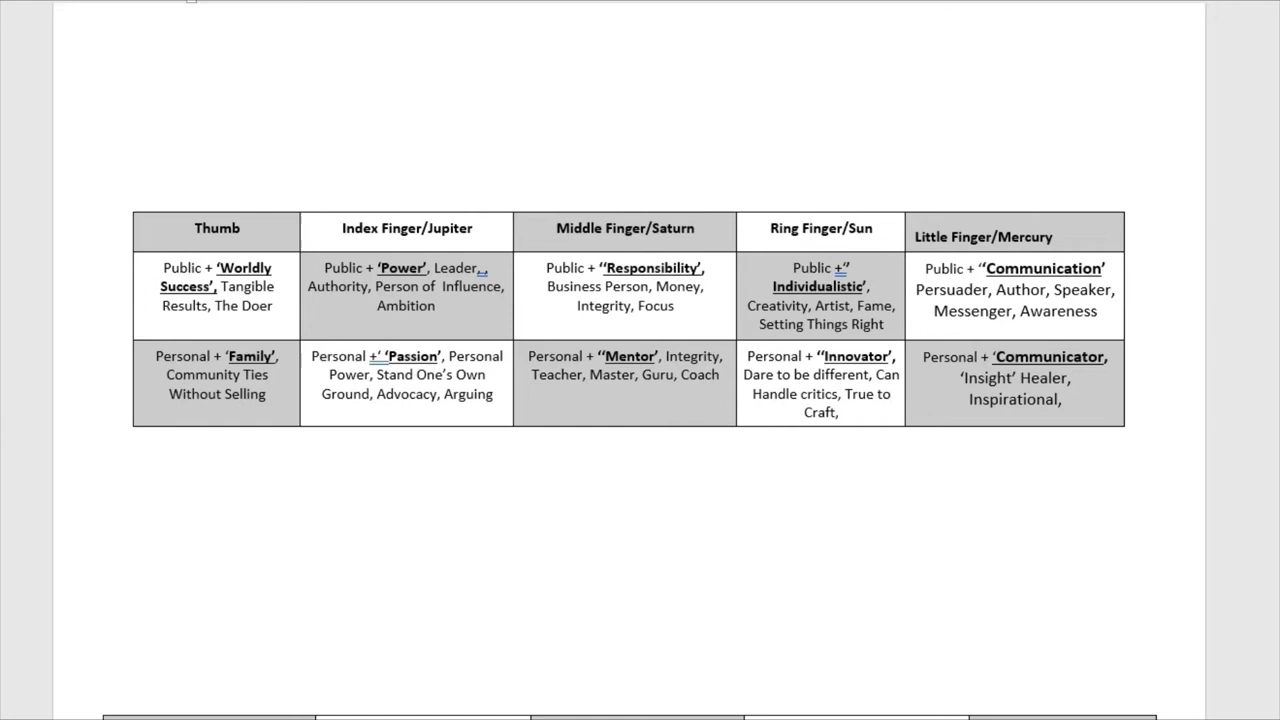 Thumb
Index Finger/Jupiter
Middle Finger/Saturn
Ring Finger/Sun
Little Finger/Mercury
Public + ‘Worldly
Success’, Tangible
Results, The Doer
Public + ‘Power’, Leader, ,
Authority, Person of Influence,
Ambition
Public + “Responsibility’,
Business Person, Money,
Integrity, Focus
Public +“
Individualistic’,
Creativity, Artist, Fame,
Setting Things Right
Public + “Communication’
Persuader, Author, Speaker,
Messenger, Awareness
Personal + ‘Family’,
Community Ties
Without Selling
Personal +‘ ‘Passion’, Personal
Power, Stand One’s Own
Ground, Advocacy, Arguing
Personal + “Mentor’, Integrity,
Teacher, Master, Guru, Coach
Personal + “Innovator’,
Dare to be different, Can
Handle critics, True to
Craft,
Personal + ‘Communicator,
‘Insight’ Healer,
Inspirational,